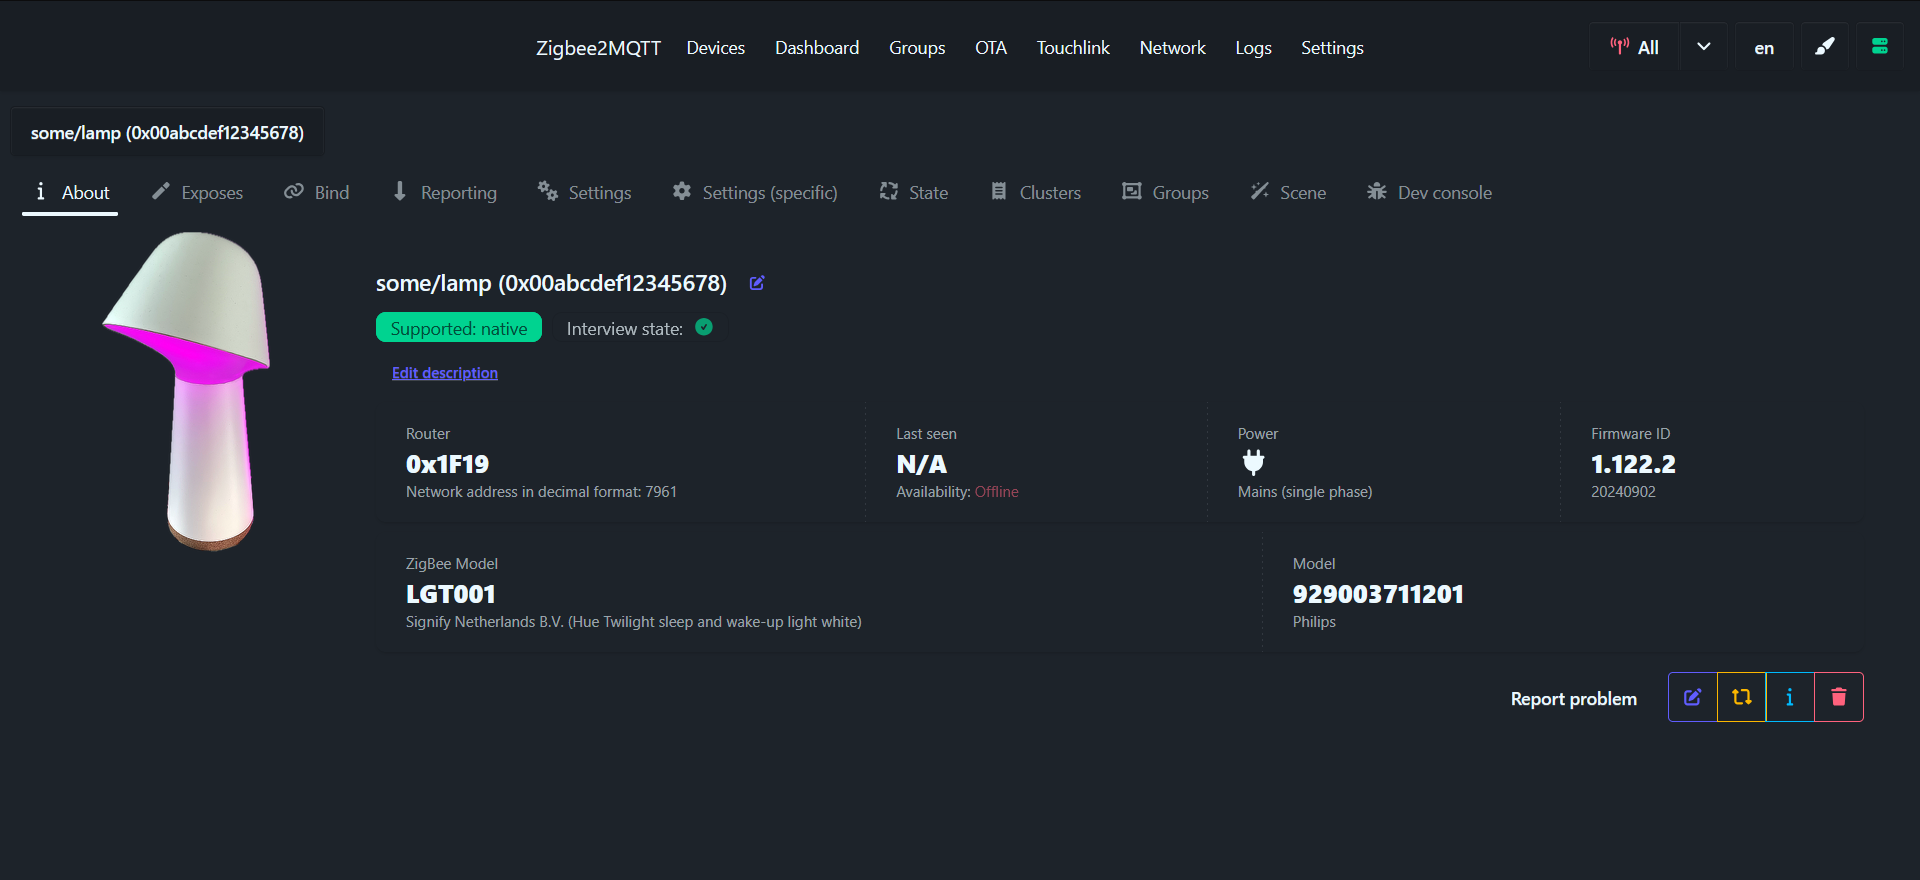 Zigbee2MQTT Devices Dashboard Groups OTA Touchlink Network Logs Settings All en
some/lamp (0x00abcdef12345678)
About Exposes Bind Reporting Settings Settings (specific) State Clusters Groups Scene Dev console
some/lamp (0x00abcdef12345678)
Supported: native Interview state:
Edit description
Router Last seen Power Firmware ID
0x1F19 N/A 1.122.2
Network address in decimal format: 7961 Availability: Offline Mains (single phase) 20240902
ZigBee Model Model
LGT001 929003711201
Signify Netherlands B.V. (Hue Twilight sleep and wake-up light white) Philips
Report problem